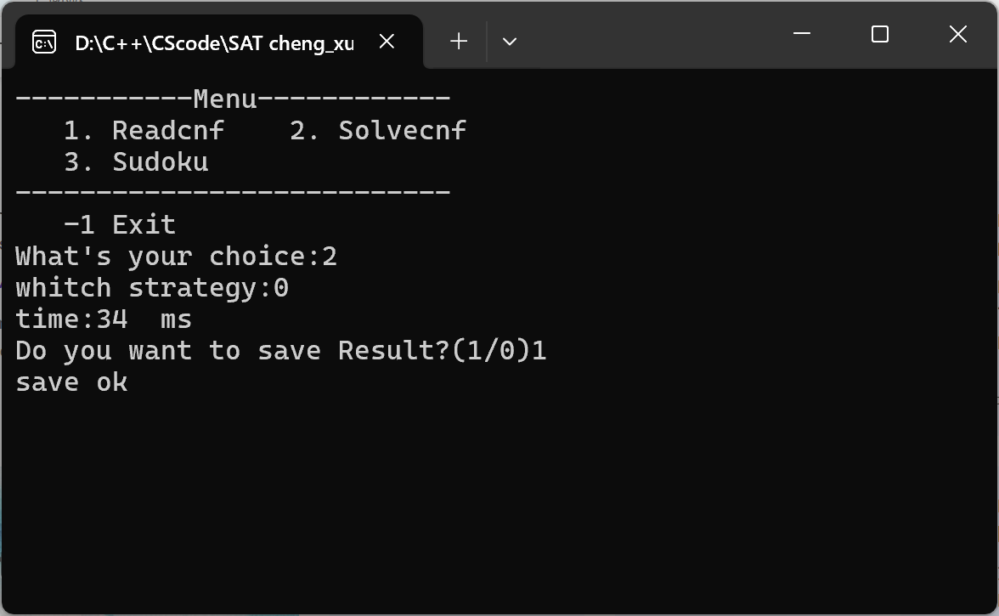 D:\C++\CScode\SAT cheng_xu
-----------Menu------------
   1. Readcnf    2. Solvecnf
   3. Sudoku
---------------------------
   -1 Exit
What's your choice:2
whitch strategy:0
time:34  ms
Do you want to save Result?(1/0)1
save ok